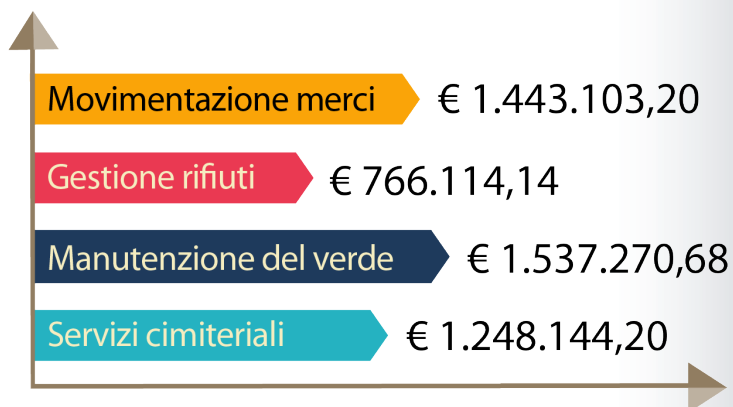 Movimentazione merci € 1.443.103,20
Gestione rifiuti € 766.114,14
Manutenzione del verde € 1.537.270,68
Servizi cimiteriali € 1.248.144,20